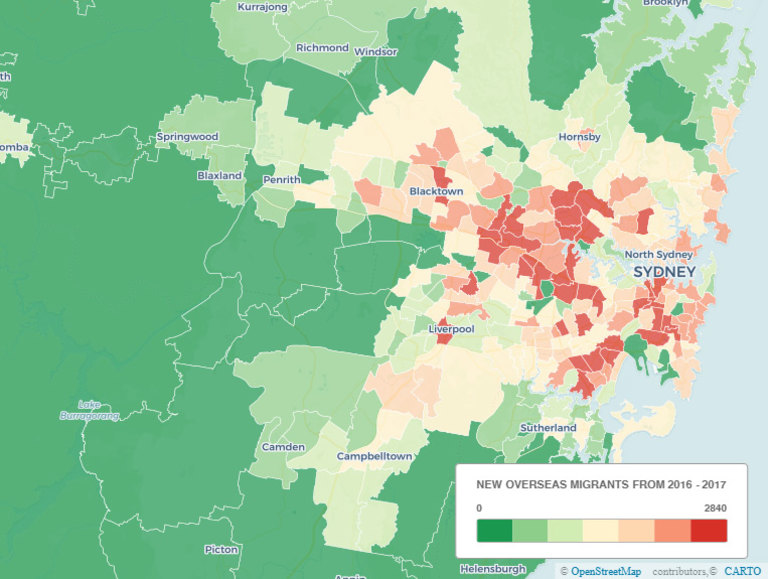 Brooklyn
Kurrajong
Richmond
Windsor
th
Springwood
Hornsby
omba
Blaxland
Penrith
Blacktown
North Sydney
SYDNEY
Liverpool
Lake
Burragorang
Sutherland
Camden
Campbelltown
NEW OVERSEAS MIGRANTS FROM 2016 - 2017
0 2840
Picton
Helensburgh
© OpenStreetMap contributors,© CARTO